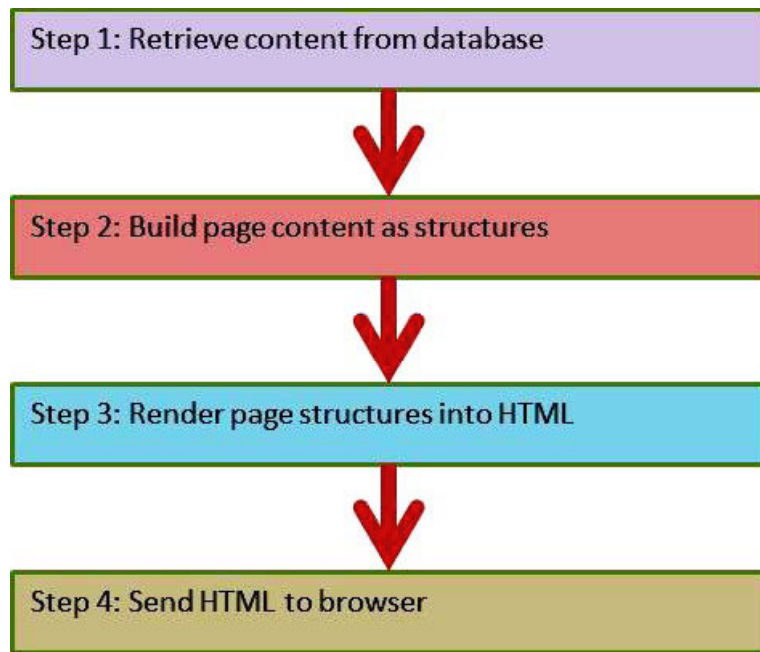 Step 1: Retrieve content from database
Step 2: Build page content as structures
Step 3: Render page structures into HTML
Step 4: Send HTML to browser